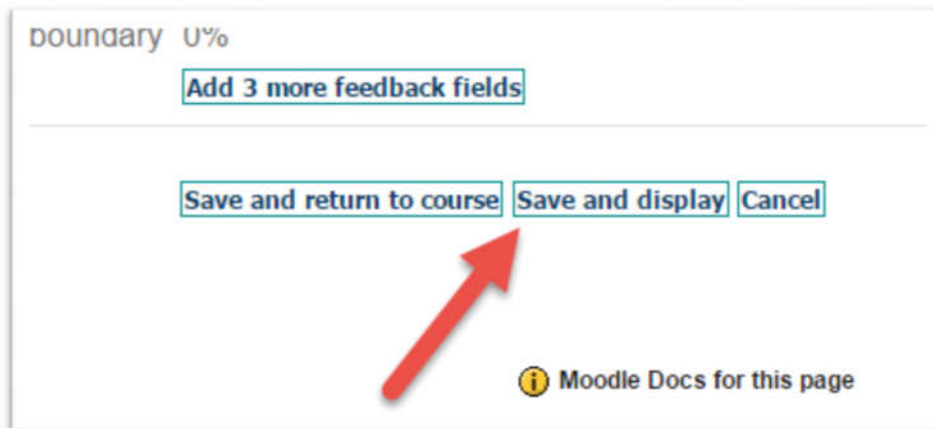 boundary 0%
Add 3 more feedback fields
Save and return to course Save and display Cancel
Moodle Docs for this page